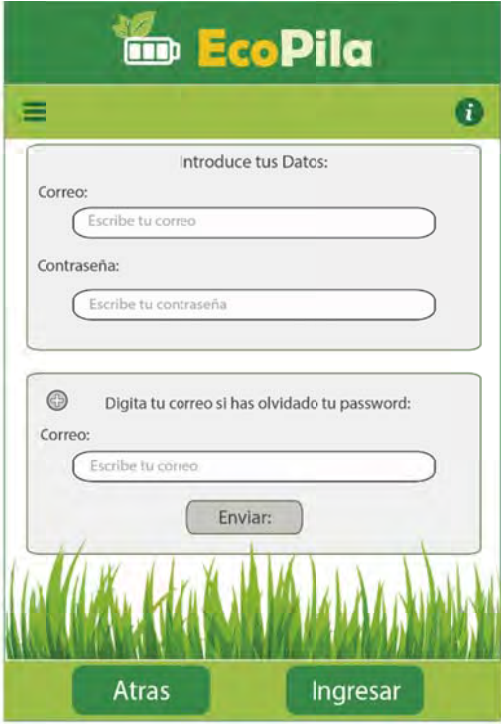 EcoPila
i
Introduce tus Datos:
Correo:
Escribe tu correo
Contraseña:
Escribe tu contraseña
Digita tu correo si has olvidado tu password:
Correo:
Escribe tu correo
Enviar:
Atras Ingresar